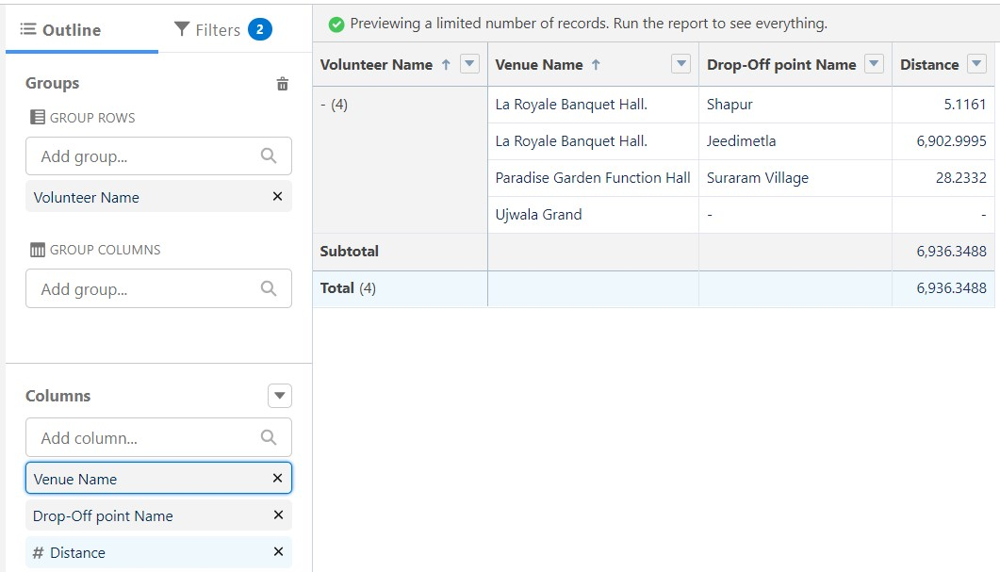 Outline
Filters 2
Groups
GROUP ROWS
Add group...
Volunteer Name
GROUP COLUMNS
Add group...
Columns
Add column...
Venue Name
Drop-Off point Name
# Distance
Previewing a limited number of records. Run the report to see everything.
Volunteer Name Venue Name Drop-Off point Name Distance
- (4) La Royale Banquet Hall. Shapur 5.1161
La Royale Banquet Hall. Jeedimetla 6,902.9995
Paradise Garden Function Hall Suraram Village 28.2332
Ujwala Grand - -
Subtotal 6,936.3488
Total (4) 6,936.3488